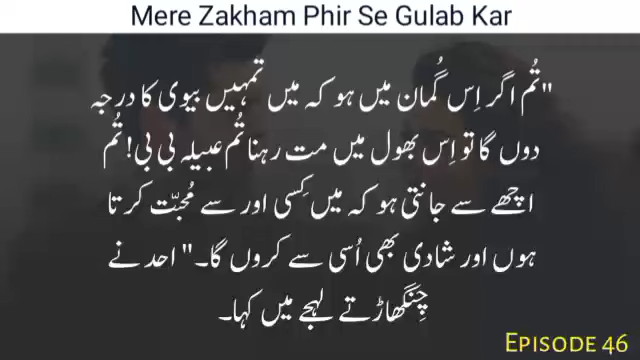 Mere Zakham Phir Se Gulab Kar
"تُم اگر اِس گُمان میں ہو کہ میں تمہیں بیوی کا درجہ
دوں گا تو اِس بھول میں مت رہنا تُم عبیلہ بی بی! تُم
اچھے سے جانتی ہو کہ میں کِسی اور سے مُحبّت کرتا
ہوں اور شادی بھی اُسی سے کروں گا۔" احد نے
چِنگھاڑتے لہجے میں کہا۔
EPISODE 46